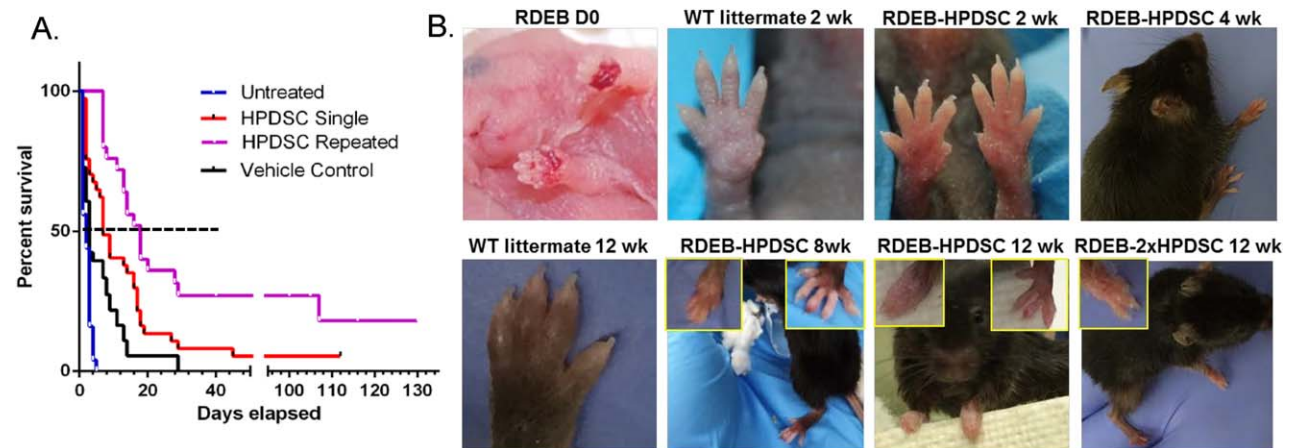 A.
Percent survival
100
50
0
Untreated
HPDSC Single
HPDSC Repeated
Vehicle Control
0 20 40 100 110 120 130
Days elapsed
B.
RDEB D0
WT littermate 2 wk
RDEB-HPDSC 2 wk
RDEB-HPDSC 4 wk
WT littermate 12 wk
RDEB-HPDSC 8wk
RDEB-HPDSC 12 wk
RDEB-2xHPDSC 12 wk